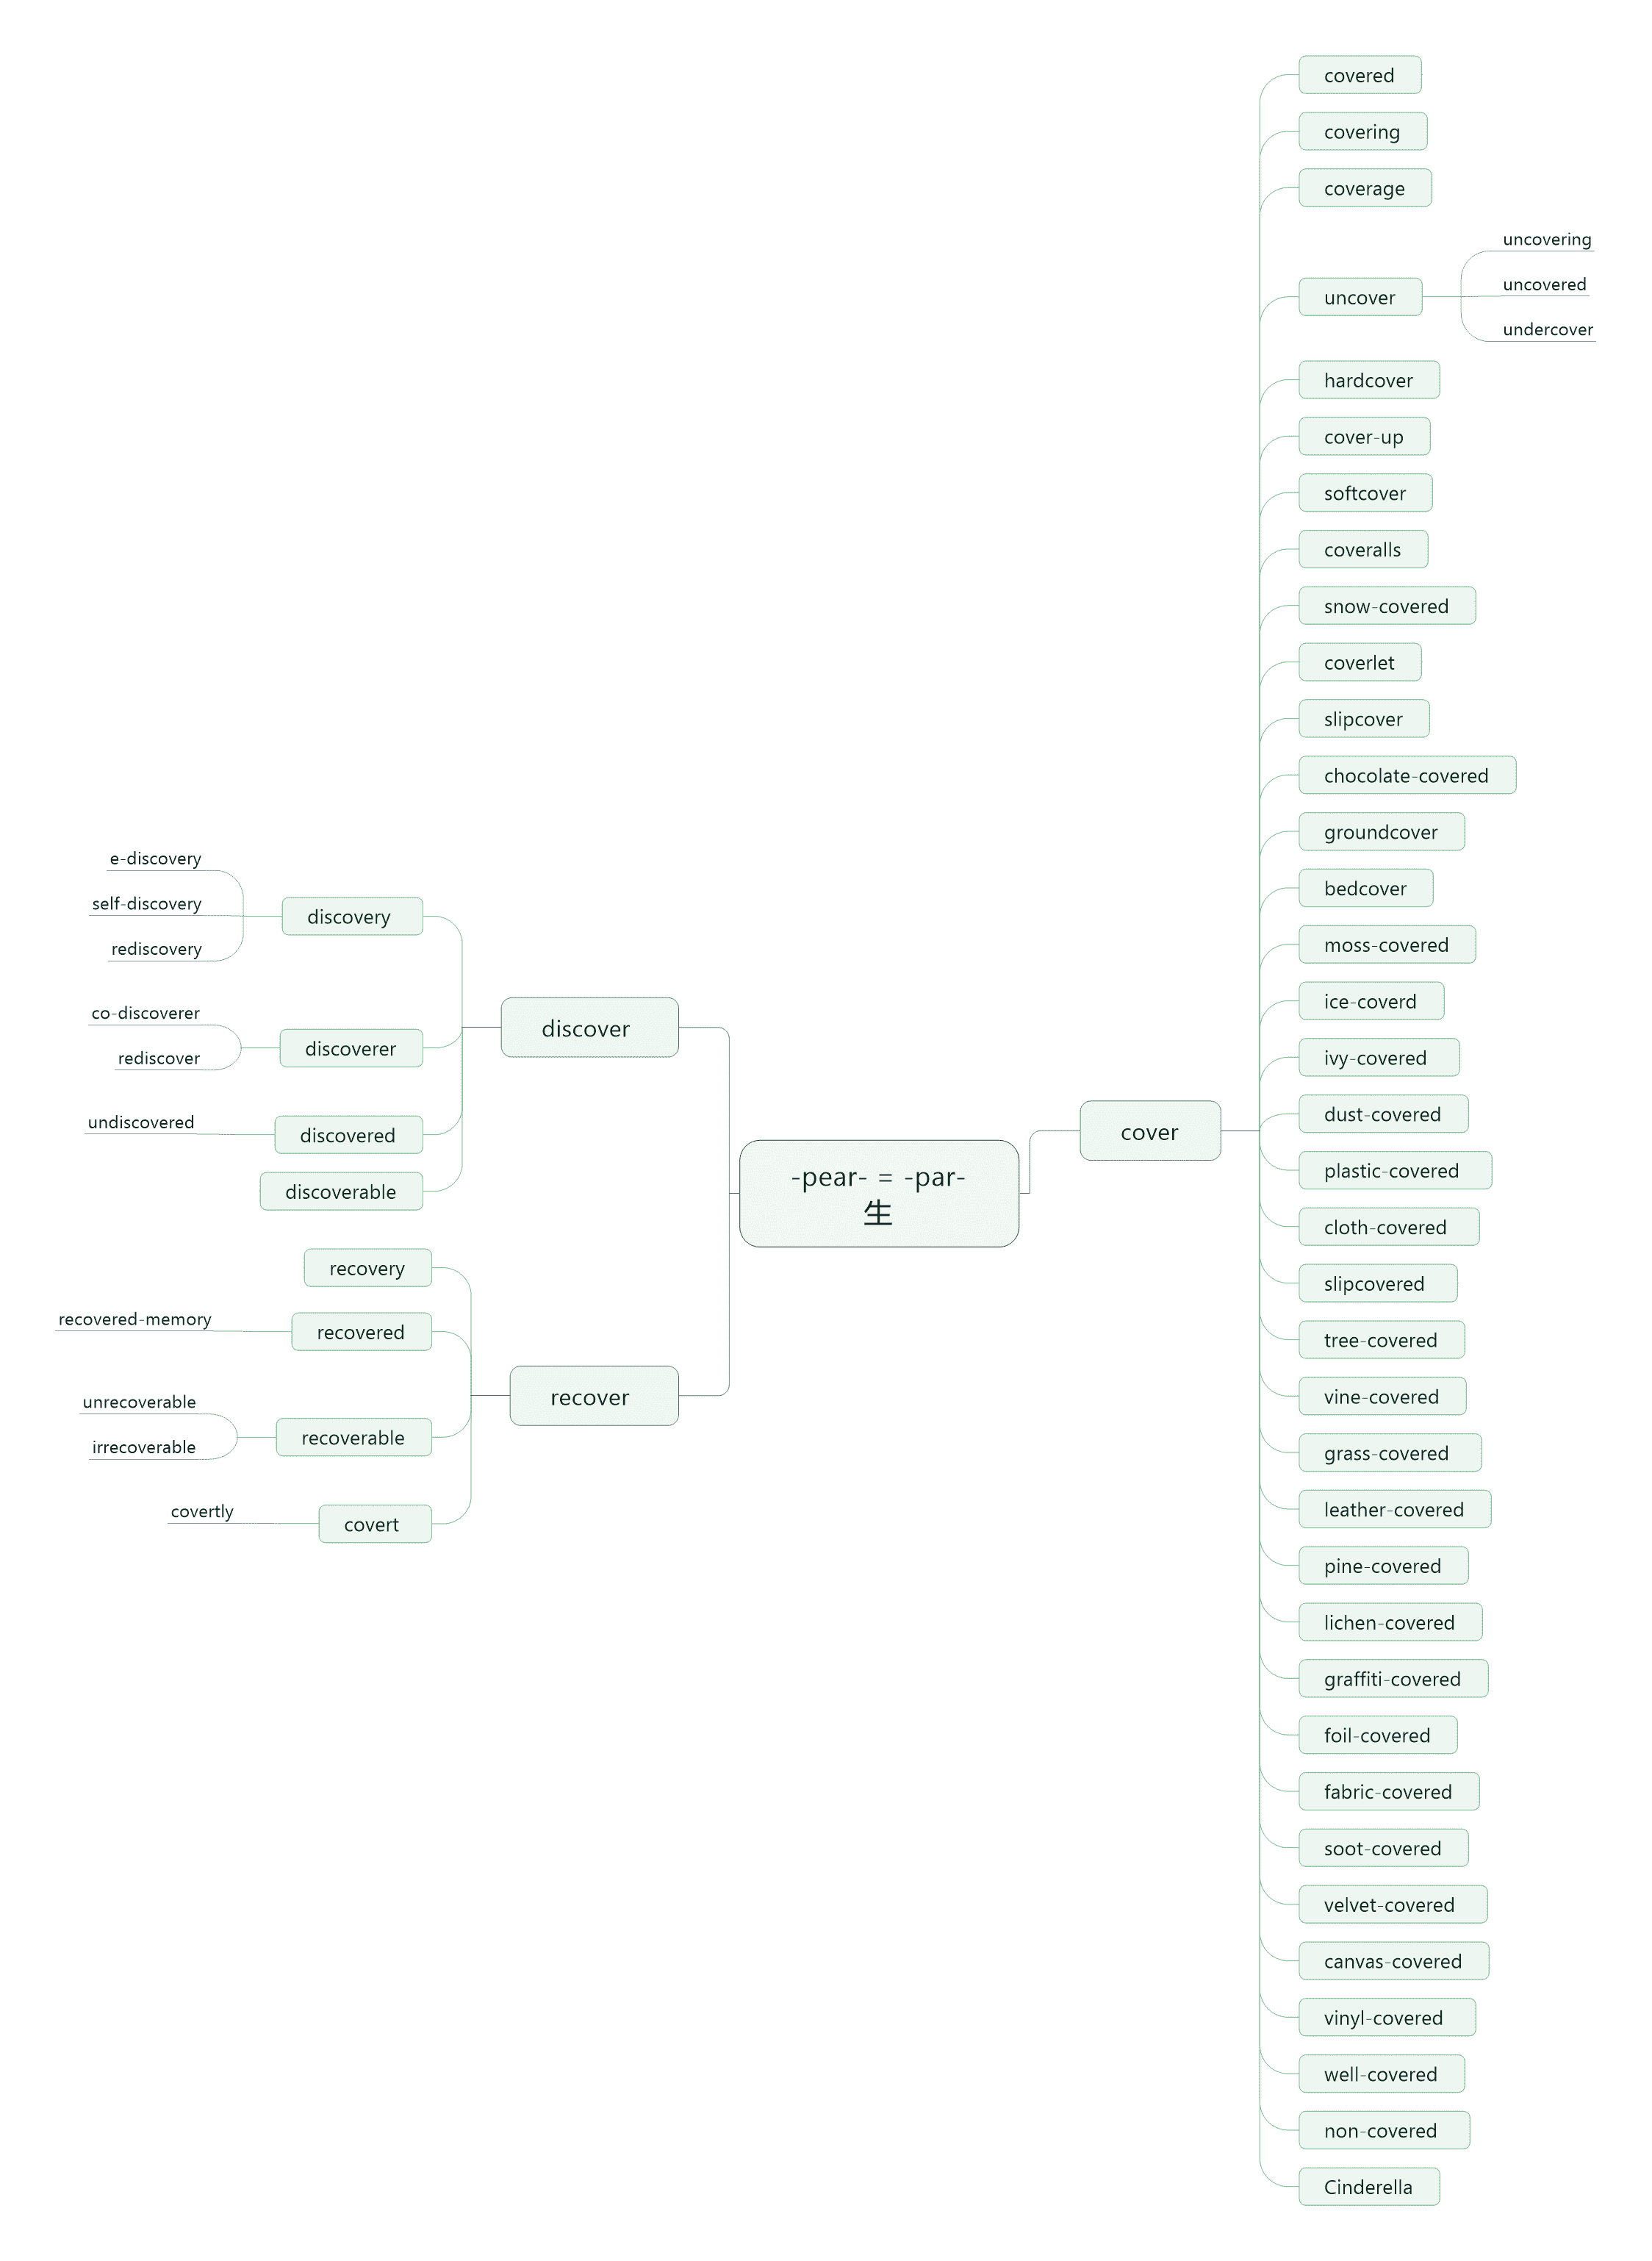 -pear- = -par-
生
cover
covered
covering
coverage
uncover
uncovering
uncovered
undercover
hardcover
cover-up
softcover
coveralls
snow-covered
coverlet
slipcover
chocolate-covered
groundcover
bedcover
moss-covered
ice-coverd
ivy-covered
dust-covered
plastic-covered
cloth-covered
slipcovered
tree-covered
vine-covered
grass-covered
leather-covered
pine-covered
lichen-covered
graffiti-covered
foil-covered
fabric-covered
soot-covered
velvet-covered
canvas-covered
vinyl-covered
well-covered
non-covered
Cinderella
discover
discovery
e-discovery
self-discovery
rediscovery
discoverer
co-discoverer
rediscover
discovered
undiscovered
discoverable
recover
recovery
recovered
recovered-memory
recoverable
unrecoverable
irrecoverable
covert
covertly